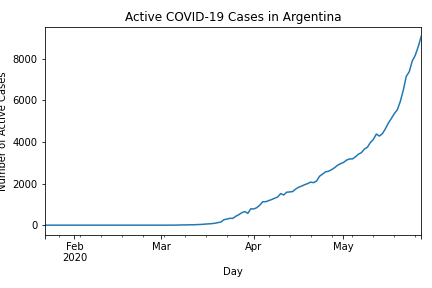 Active COVID-19 Cases in Argentina
Number of Active Cases
8000
6000
4000
2000
0
Feb Mar Apr May
2020
Day